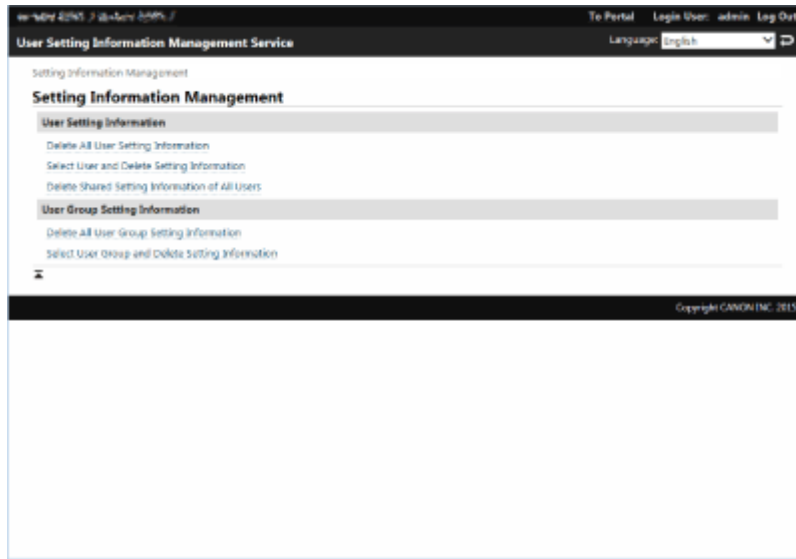 To Portal Login User: admin Log Out
User Setting Information Management Service
Language: English
Setting Information Management
Setting Information Management
User Setting Information
Delete All User Setting Information
Select User and Delete Setting Information
Delete Shared Setting Information of All Users
User Group Setting Information
Delete All User Group Setting Information
Select User Group and Delete Setting Information
Copyright CANON INC. 2015